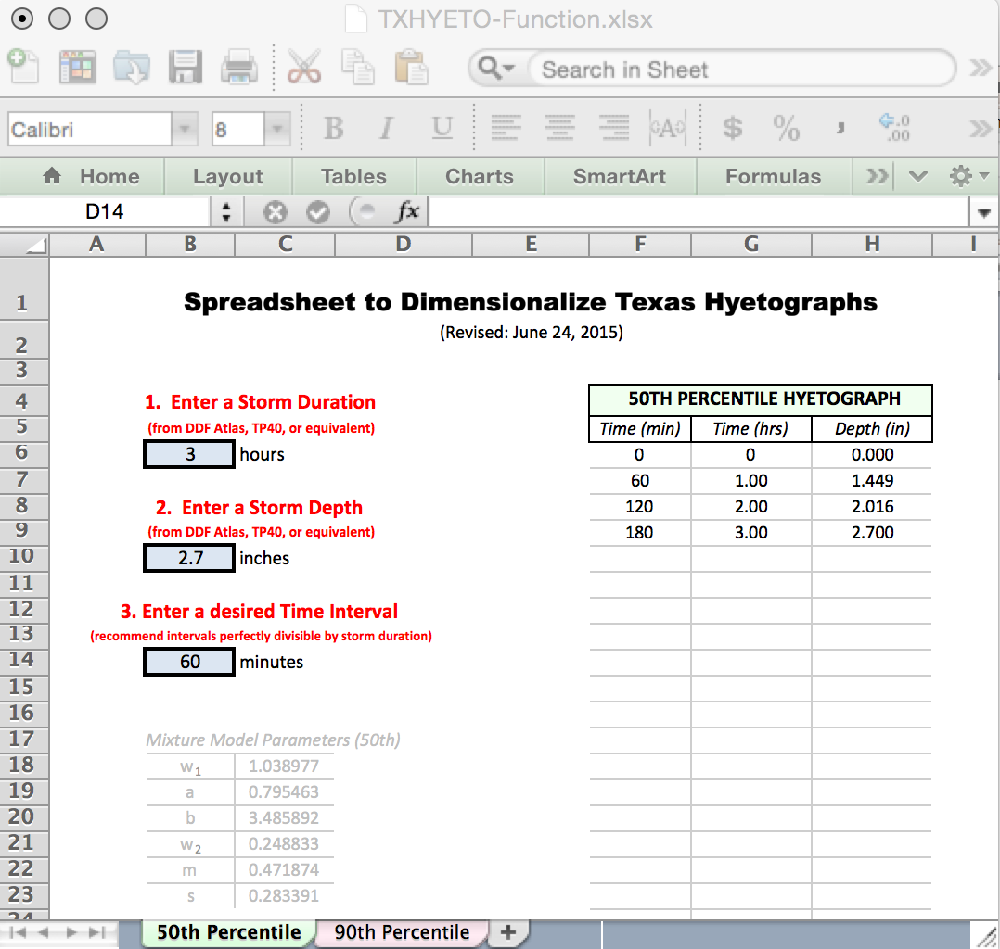 TXHYETO-Function.xlsx
Search in Sheet
Calibri 8 B I U A $ % , .0 .00
Home Layout Tables Charts SmartArt Formulas
D14 fx
A B C D E F G H I
1 Spreadsheet to Dimensionalize Texas Hyetographs
2 (Revised: June 24, 2015)
3
4 1. Enter a Storm Duration 50TH PERCENTILE HYETOGRAPH
5 (from DDF Atlas, TP40, or equivalent) Time (min) Time (hrs) Depth (in)
6 3 hours 0 0 0.000
7 60 1.00 1.449
8 2. Enter a Storm Depth 120 2.00 2.016
9 (from DDF Atlas, TP40, or equivalent) 180 3.00 2.700
10 2.7 inches
11
12 3. Enter a desired Time Interval
13 (recommend intervals perfectly divisible by storm duration)
14 60 minutes
15
16
17 Mixture Model Parameters (50th)
18 w1 1.038977
19 a 0.795463
20 b 3.485892
21 w2 0.248833
22 m 0.471874
23 s 0.283391
24
50th Percentile 90th Percentile +